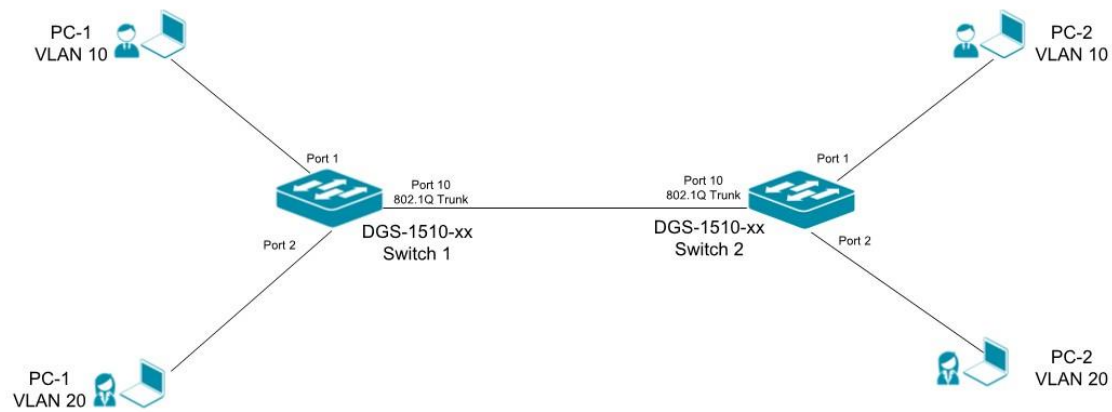 PC-1
VLAN 10
PC-2
VLAN 10
Port 1
Port 1
Port 10
802.1Q Trunk
Port 10
802.1Q Trunk
Port 2
DGS-1510-xx
Switch 1
DGS-1510-xx
Switch 2
Port 2
PC-1
VLAN 20
PC-2
VLAN 20